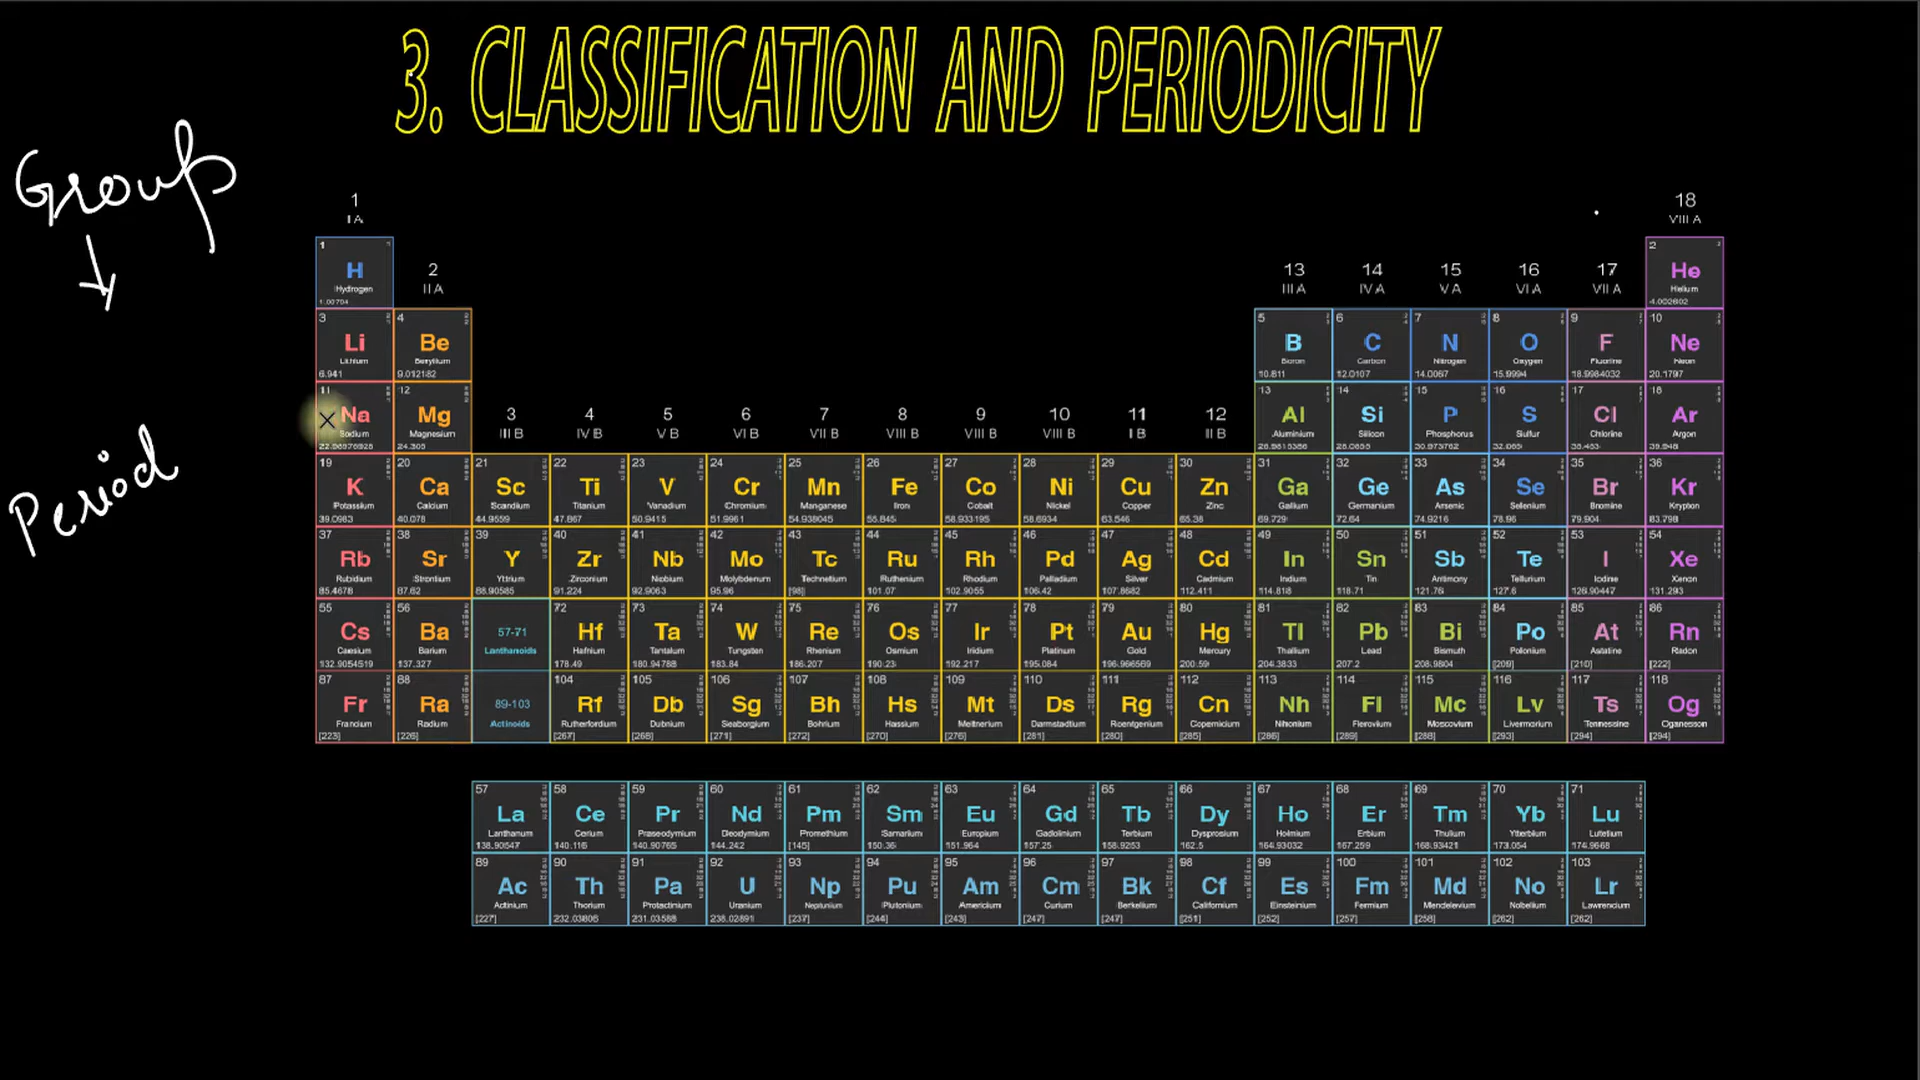 3. CLASSIFICATION AND PERIODICITY
Group
Period
1 18
I A VIII A
1 2
H 2 13 14 15 16 17 He
Hydrogen II A III A IV A V A VI A VII A Helium
1.00794 4.002602
3 4 5 6 7 8 9 10
Li Be B C N O F Ne
Lithium Beryllium Boron Carbon Nitrogen Oxygen Fluorine Neon
6.941 9.012182 10.811 12.0107 14.0067 15.9994 18.9984032 20.1797
11 12 13 14 15 16 17 18
Na Mg 3 4 5 6 7 8 9 10 11 12 Al Si P S Cl Ar
Sodium Magnesium III B IV B V B VI B VII B VIII B VIII B VIII B I B II B Aluminium Silicon Phosphorus Sulfur Chlorine Argon
22.98976928 24.305 26.9815386 28.0855 30.973762 32.065 35.453 39.948
19 20 21 22 23 24 25 26 27 28 29 30 31 32 33 34 35 36
K Ca Sc Ti V Cr Mn Fe Co Ni Cu Zn Ga Ge As Se Br Kr
Potassium Calcium Scandium Titanium Vanadium Chromium Manganese Iron Cobalt Nickel Copper Zinc Gallium Germanium Arsenic Selenium Bromine Krypton
39.0983 40.078 44.9559 47.867 50.9415 51.9961 54.938045 55.845 58.933195 58.6934 63.546 65.38 69.729 72.64 74.9216 78.96 79.904 83.798
37 38 39 40 41 42 43 44 45 46 47 48 49 50 51 52 53 54
Rb Sr Y Zr Nb Mo Tc Ru Rh Pd Ag Cd In Sn Sb Te I Xe
Rubidium Strontium Yttrium Zirconium Niobium Molybdenum Technetium Ruthenium Rhodium Palladium Silver Cadmium Indium Tin Antimony Tellurium Iodine Xenon
85.4678 87.62 88.90585 91.224 92.9063 95.96 [98] 101.07 102.9055 106.42 107.8682 112.411 114.818 118.71 121.76 127.6 126.90447 131.293
55 56 57-71 72 73 74 75 76 77 78 79 80 81 82 83 84 85 86
Cs Ba Hf Ta W Re Os Ir Pt Au Hg Tl Pb Bi Po At Rn
Caesium Barium Lanthanoids Hafnium Tantalum Tungsten Rhenium Osmium Iridium Platinum Gold Mercury Thallium Lead Bismuth Polonium Astatine Radon
132.9054519 137.327 178.49 180.94788 183.84 186.207 190.23 192.217 195.084 196.966569 200.59 204.3833 207.2 208.9804 [209] [210] [222]
87 88 89-103 104 105 106 107 108 109 110 111 112 113 114 115 116 117 118
Fr Ra Rf Db Sg Bh Hs Mt Ds Rg Cn Nh Fl Mc Lv Ts Og
Francium Radium Actinoids Rutherfordium Dubnium Seaborgium Bohrium Hassium Meitnerium Darmstadtium Roentgenium Copernicium Nihonium Flerovium Moscovium Livermorium Tennessine Oganesson
[223] [226] [267] [268] [271] [272] [270] [276] [281] [280] [285] [286] [289] [288] [293] [294] [294]
57 58 59 60 61 62 63 64 65 66 67 68 69 70 71
La Ce Pr Nd Pm Sm Eu Gd Tb Dy Ho Er Tm Yb Lu
Lanthanum Cerium Praseodymium Promethium Samarium Europium Gadolinium Terbium Dysprosium Holmium Erbium Thulium Ytterbium Lutetium
138.90547 140.116 140.90765 144.242 [145] 150.36 151.964 157.25 158.9253 162.5 164.93032 167.259 168.93421 173.054 174.9668
89 90 91 92 93 94 95 96 97 98 99 100 101 102 103
Ac Th Pa U Np Pu Am Cm Bk Cf Es Fm Md No Lr
Actinium Thorium Protactinium Uranium Neptunium Plutonium Americium Curium Berkelium Californium Einsteinium Fermium Mendelevium Nobelium Lawrencium
[227] 232.03806 231.03588 238.02891 [237] [244] [243] [247] [247] [251] [252] [257] [258] [262] [262]